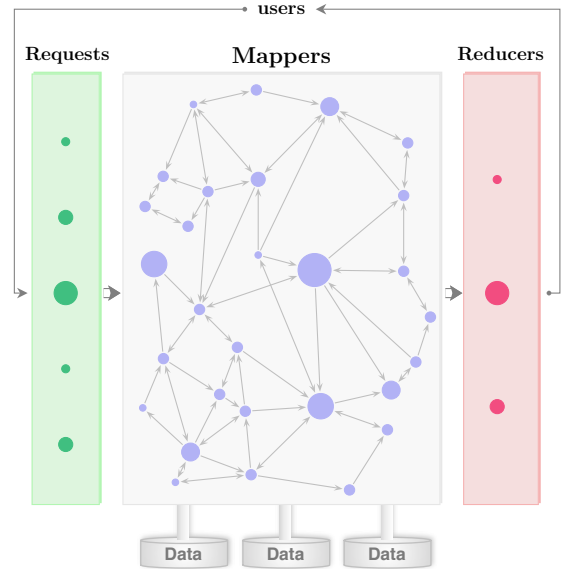 users
Requests
Mappers
Reducers
Data
Data
Data